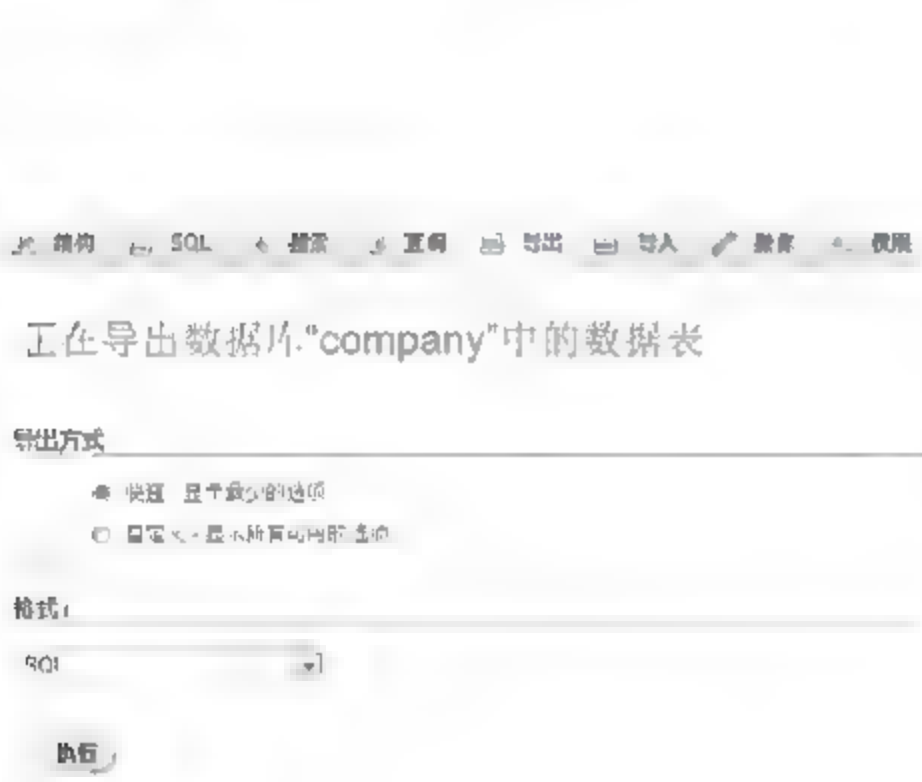 结构 SQL 搜索 查询 导出 导入 操作 权限
正在导出数据库"company"中的数据表
导出方式
快速 显示最少的选项
自定义 - 显示所有可用的选项
格式:
SQL
执行